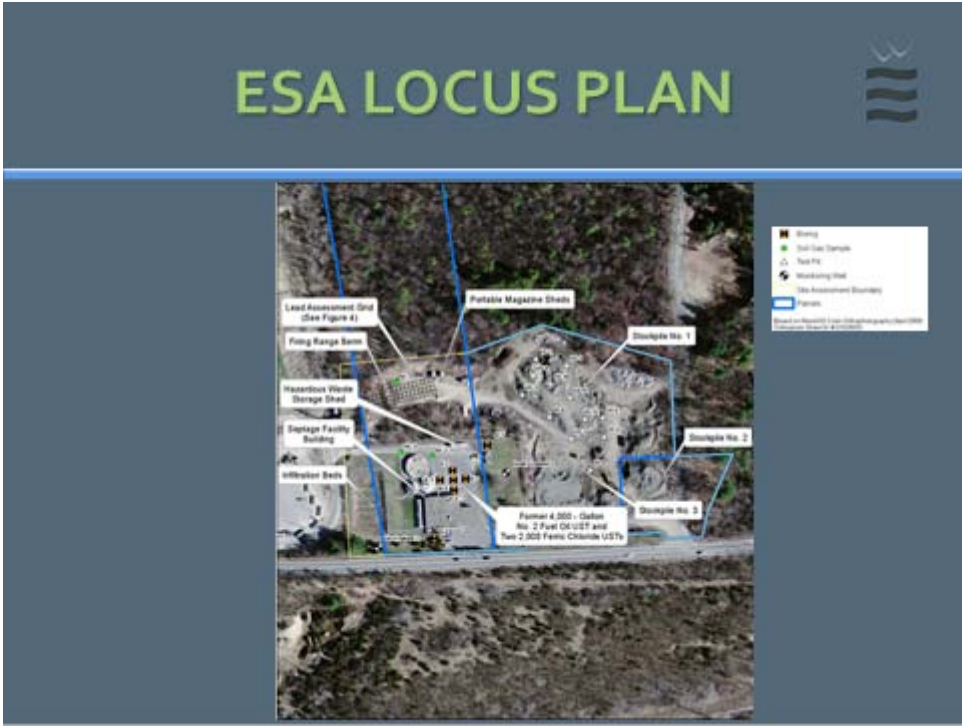 ESA LOCUS PLAN
Boring
Soil Gas Sample
Test Pit
Monitoring Well
Site Assessment Boundary
Parcels
Lead Assessment Grid
(See Figure 4)
Portable Magazine Sheds
Firing Range Berm
Stockpile No. 1
Hazardous Waste
Storage Shed
Septage Facility
Building
Stockpile No. 2
Infiltration Beds
Stockpile No. 3
Former 4,000 - Gallon
No. 2 Fuel Oil UST and
Two 2,000 Ferric Chloride USTs